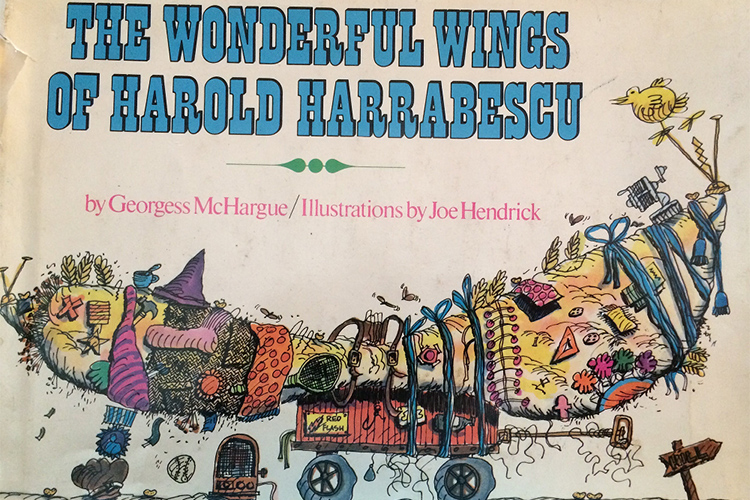 THE WONDERFUL WINGS
OF HAROLD HARRABESCU
by Georgess McHargue/Illustrations by Joe Hendrick
RED
FLASH